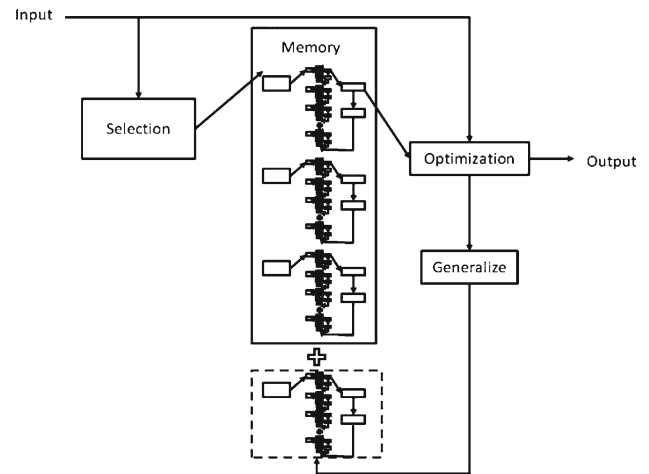 Input
Memory
Selection
Optimization
Output
Generalize